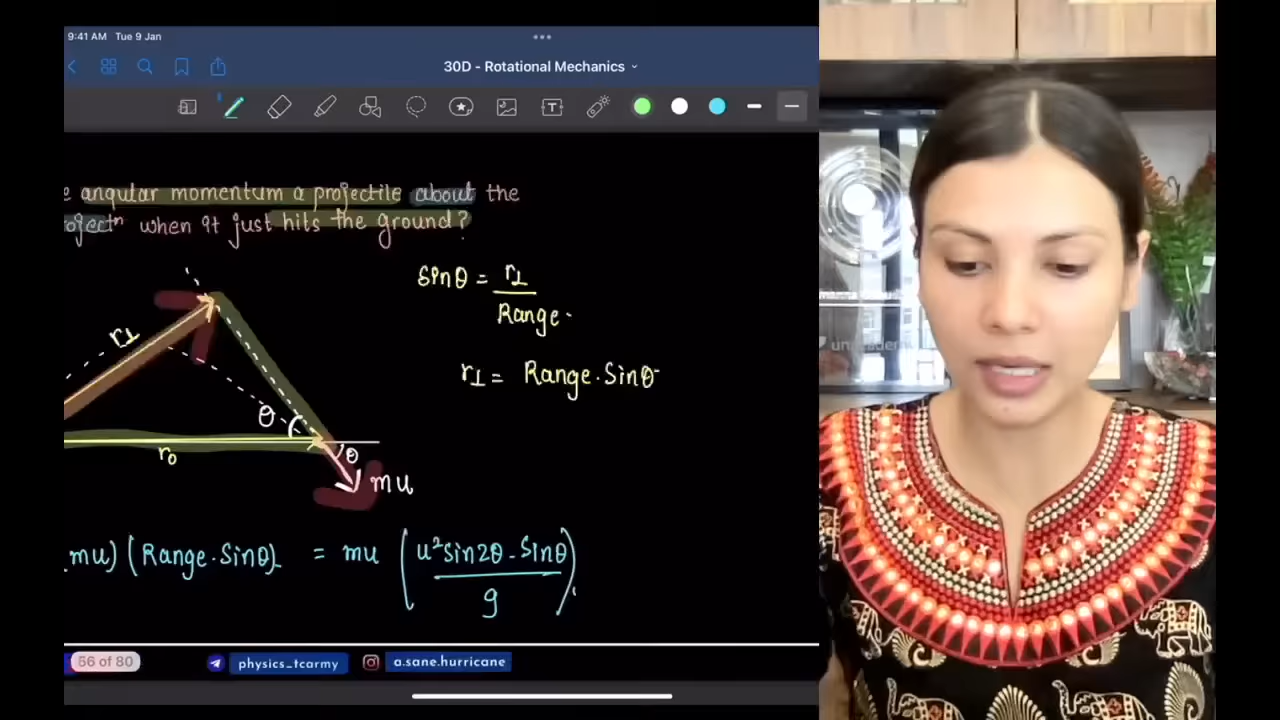 9:41 AM Tue 9 Jan
30D - Rotational Mechanics
e angular momentum a projectile about the
ojectⁿ when it just hits the ground?
sinθ = r⊥
Range.
r⊥ = Range.Sinθ
r⊥
θ
r₀
θ
mu
mu) (Range.Sinθ) = mu (u²sin2θ.Sinθ)
g
56 of 80
physics_tcarmy
a.sane.hurricane